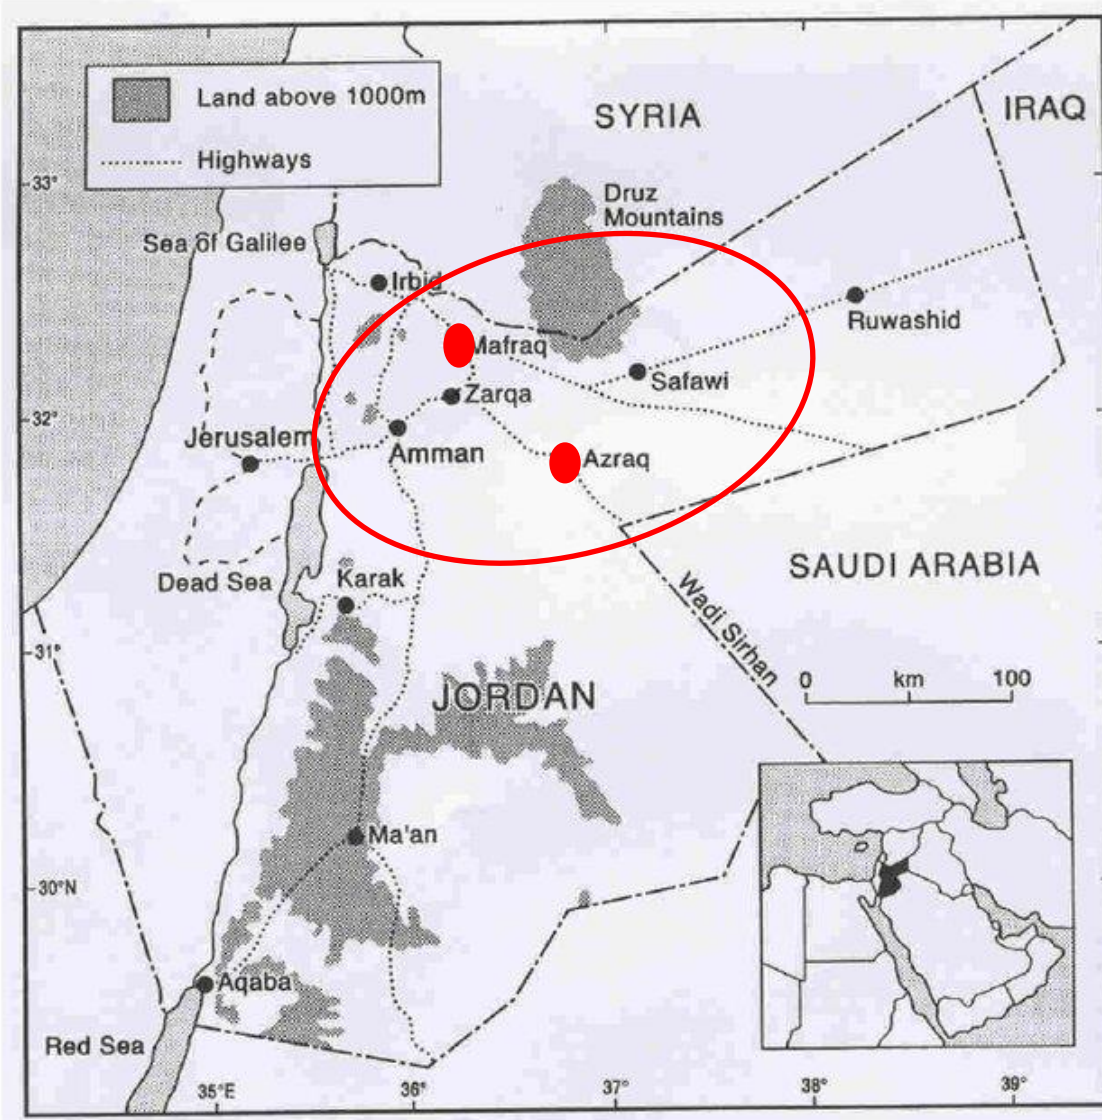 Land above 1000m
Highways
SYRIA
IRAQ
33°
Druz
Mountains
Sea of Galilee
Irbid
Ruwashid
Mafraq
Safawi
Zarqa
32°
Jerusalem
Amman
Azraq
SAUDI ARABIA
Dead Sea
Karak
Wadi Sirhan
31°
0 km 100
JORDAN
Ma'an
30°N
Aqaba
Red Sea
35°E 36° 37° 38° 39°